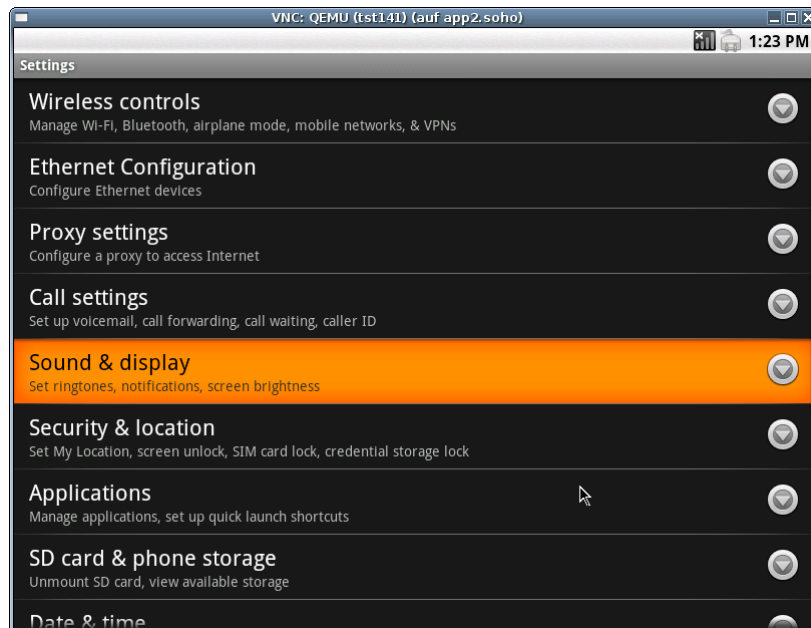 VNC: QEMU (tst141) (auf app2.soho)
1:23 PM
Settings
Wireless controls
Manage Wi-Fi, Bluetooth, airplane mode, mobile networks, & VPNs
Ethernet Configuration
Configure Ethernet devices
Proxy settings
Configure a proxy to access Internet
Call settings
Set up voicemail, call forwarding, call waiting, caller ID
Sound & display
Set ringtones, notifications, screen brightness
Security & location
Set My Location, screen unlock, SIM card lock, credential storage lock
Applications
Manage applications, set up quick launch shortcuts
SD card & phone storage
Unmount SD card, view available storage
Date & time